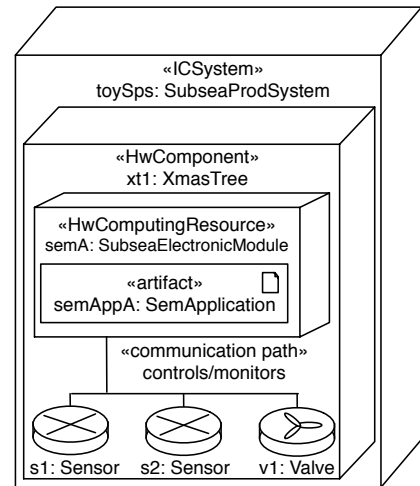 «ICSystem»
toySps: SubseaProdSystem
«HwComponent»
xt1: XmasTree
«HwComputingResource»
semA: SubseaElectronicModule
«artifact»
semAppA: SemApplication
«communication path»
controls/monitors
s1: Sensor s2: Sensor v1: Valve